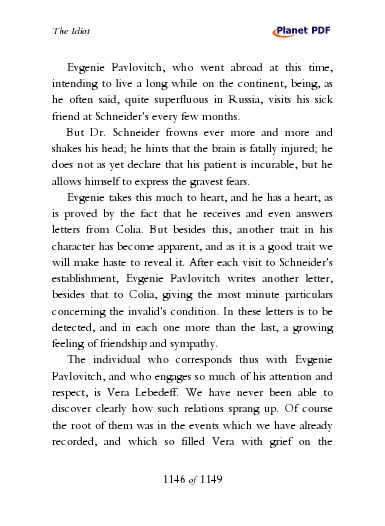 The Idiot
Planet PDF
Evgenie Pavlovitch, who went abroad at this time,
intending to live a long while on the continent, being, as
he often said, quite superfluous in Russia, visits his sick
friend at Schneider's every few months.
But Dr. Schneider frowns ever more and more and
shakes his head; he hints that the brain is fatally injured; he
does not as yet declare that his patient is incurable, but he
allows himself to express the gravest fears.
Evgenie takes this much to heart, and he has a heart, as
is proved by the fact that he receives and even answers
letters from Colia. But besides this, another trait in his
character has become apparent, and as it is a good trait we
will make haste to reveal it. After each visit to Schneider's
establishment, Evgenie Pavlovitch writes another letter,
besides that to Colia, giving the most minute particulars
concerning the invalid's condition. In these letters is to be
detected, and in each one more than the last, a growing
feeling of friendship and sympathy.
The individual who corresponds thus with Evgenie
Pavlovitch, and who engages so much of his attention and
respect, is Vera Lebedeff. We have never been able to
discover clearly how such relations sprang up. Of course
the root of them was in the events which we have already
recorded, and which so filled Vera with grief on the
1146 of 1149